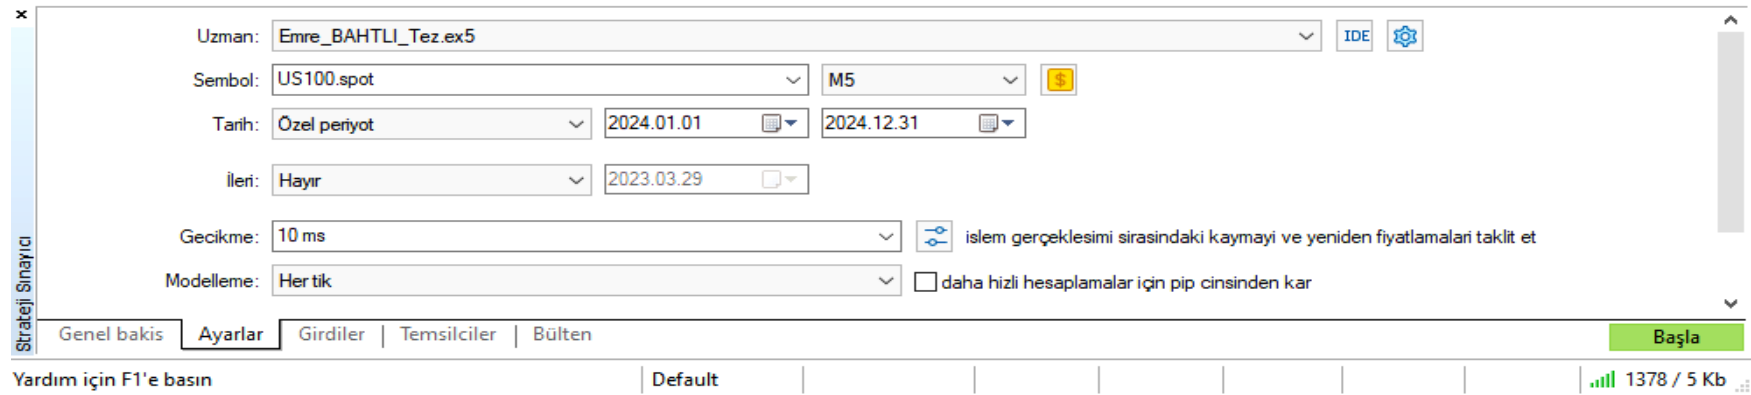 Uzman: Emre_BAHTLI_Tez.ex5 IDE
Sembol: US100.spot M5 $
Tarih: Özel periyot 2024.01.01 2024.12.31
İleri: Hayır 2023.03.29
Gecikme: 10 ms islem gerçeklesimi sirasindaki kaymayi ve yeniden fiyatlamalari taklit et
Modelleme: Her tik daha hizli hesaplamalar için pip cinsinden kar
Strateji Sınayıcı
Genel bakis Ayarlar Girdiler Temsilciler Bülten Başla
Yardım için F1'e basın Default 1378 / 5 Kb